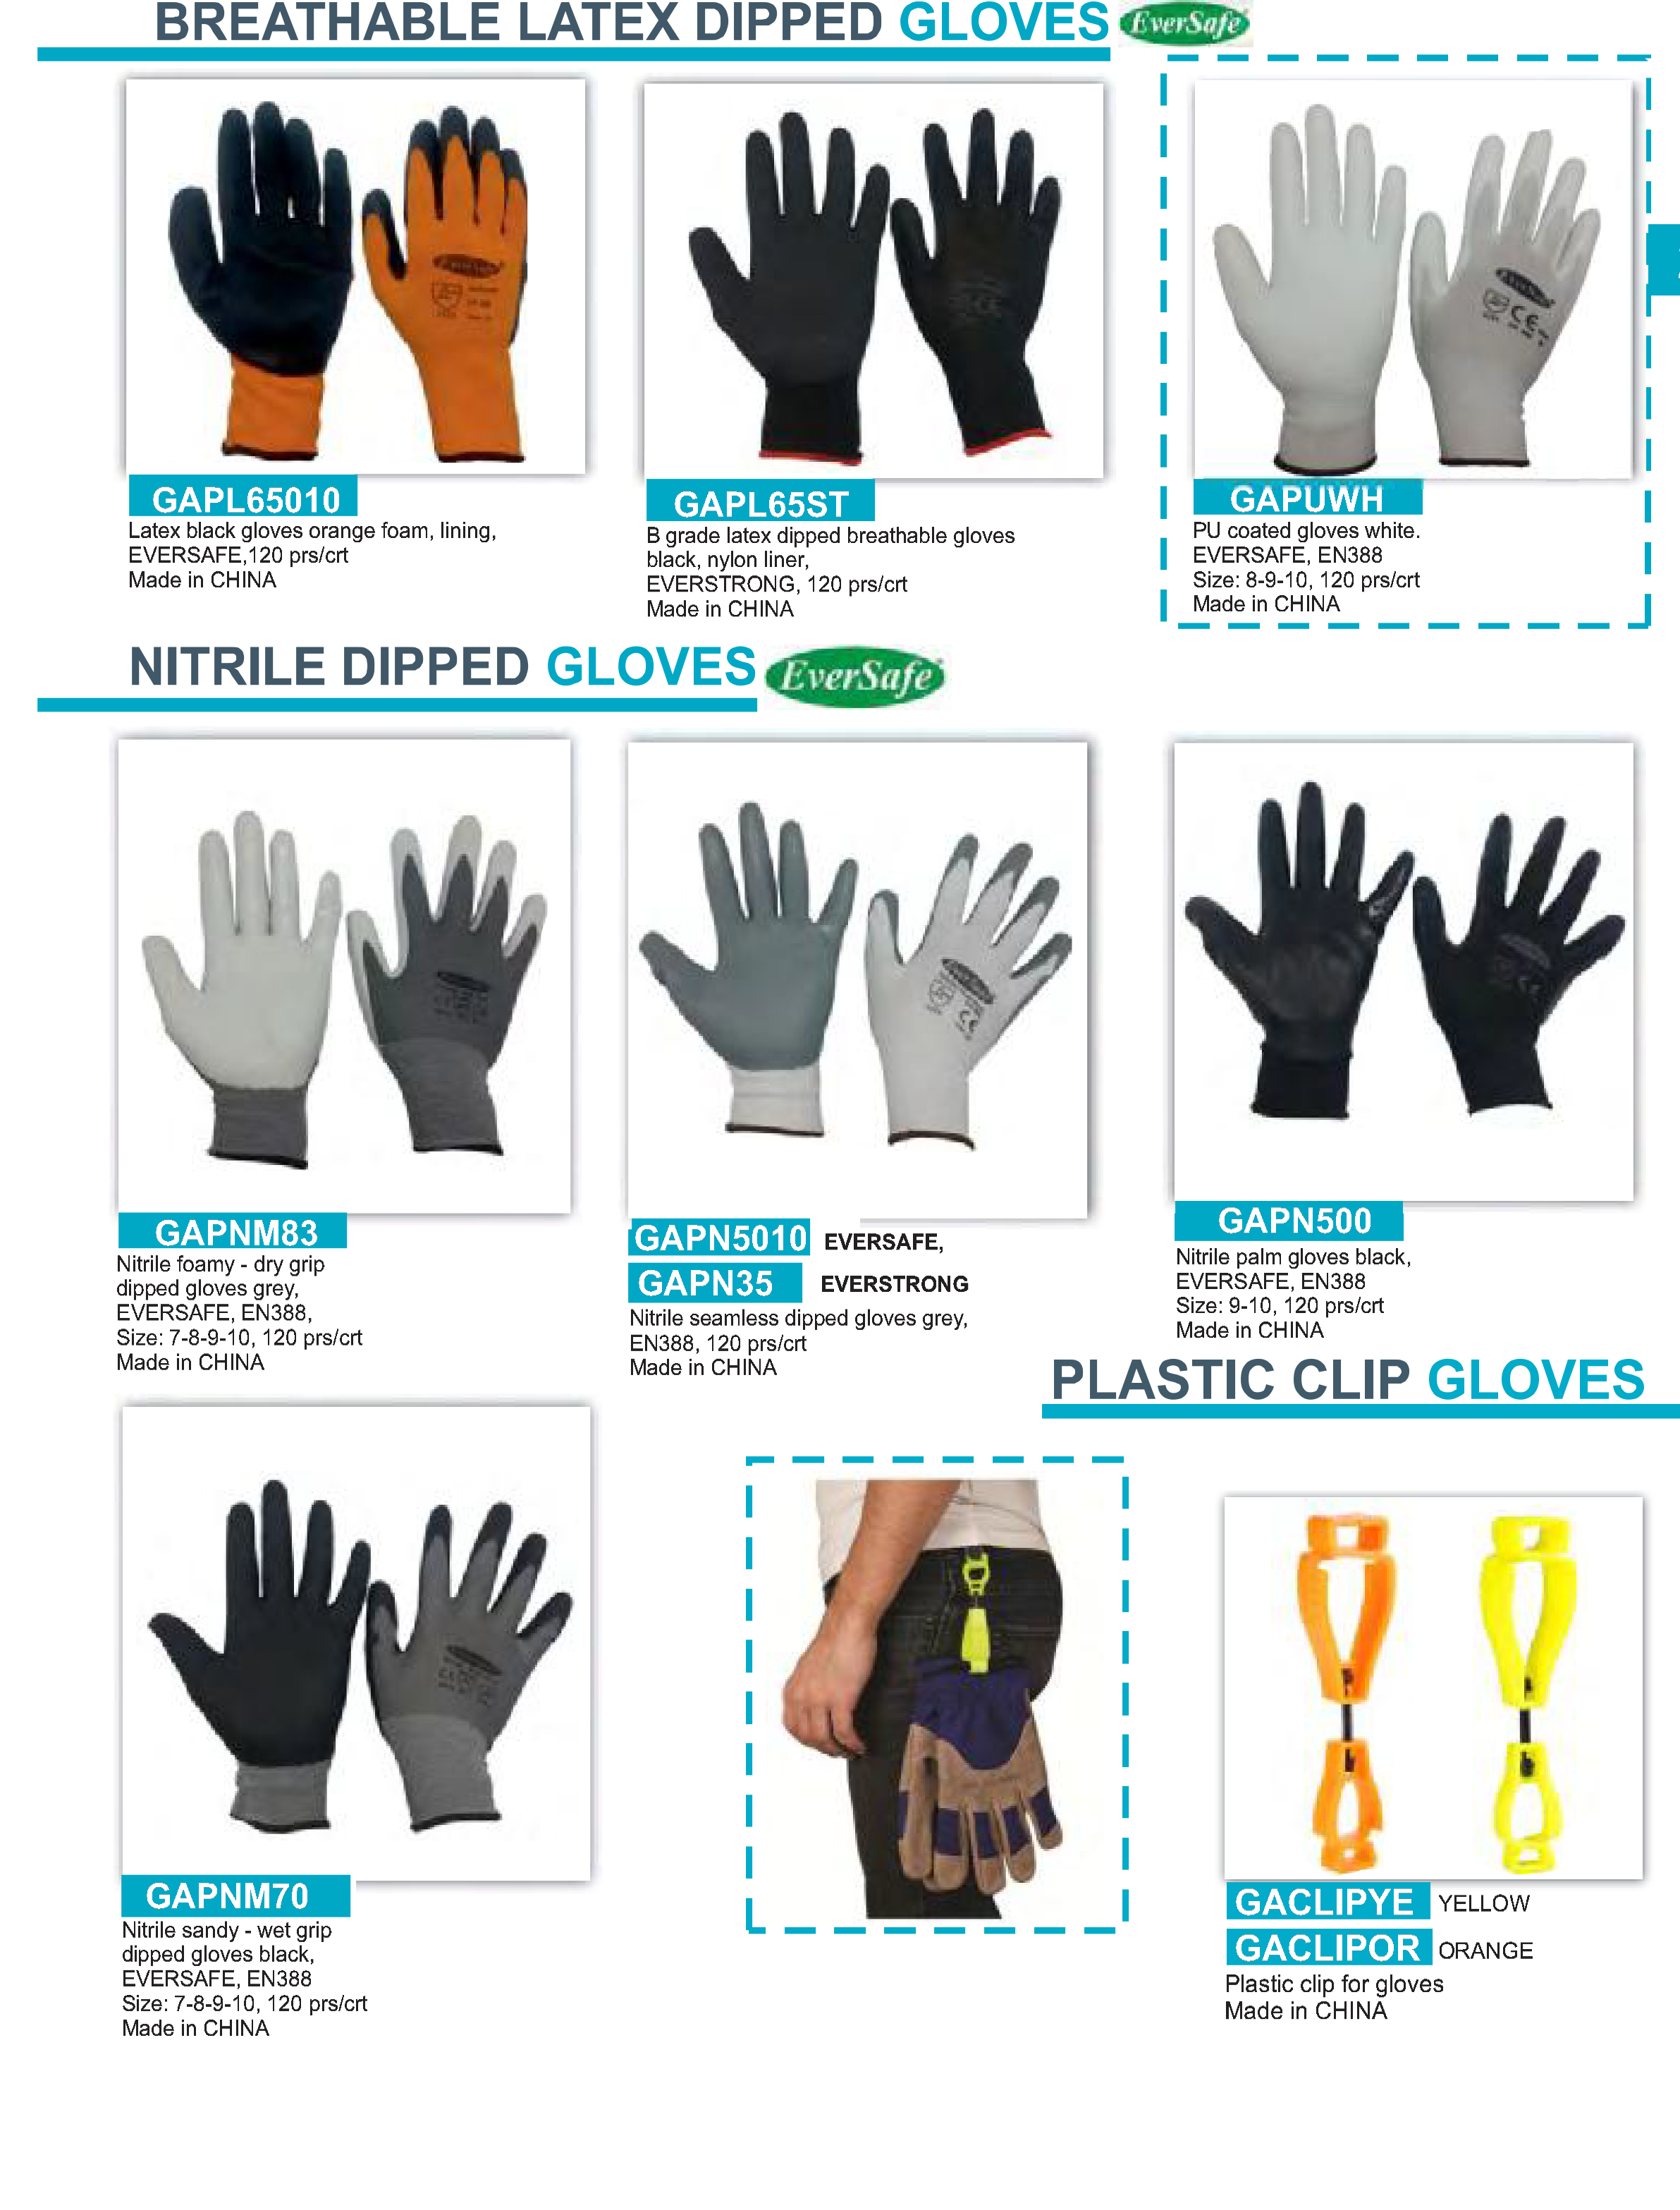 BREATHABLE LATEX DIPPED GLOVES EverSafe
GAPL65010
Latex black gloves orange foam, lining,
EVERSAFE,120 prs/crt
Made in CHINA
GAPL65ST
B grade latex dipped breathable gloves
black, nylon liner,
EVERSTRONG, 120 prs/crt
Made in CHINA
EverSafe
CE
GAPUWH
PU coated gloves white.
EVERSAFE, EN388
Size: 8-9-10, 120 prs/crt
Made in CHINA
NITRILE DIPPED GLOVES EverSafe
GAPNM83
Nitrile foamy - dry grip
dipped gloves grey,
EVERSAFE, EN388,
Size: 7-8-9-10, 120 prs/crt
Made in CHINA
EverSafe
CE
GAPN5010 EVERSAFE,
GAPN35 EVERSTRONG
Nitrile seamless dipped gloves grey,
EN388, 120 prs/crt
Made in CHINA
GAPN500
Nitrile palm gloves black,
EVERSAFE, EN388
Size: 9-10, 120 prs/crt
Made in CHINA
PLASTIC CLIP GLOVES
GAPNM70
Nitrile sandy - wet grip
dipped gloves black,
EVERSAFE, EN388
Size: 7-8-9-10, 120 prs/crt
Made in CHINA
GACLIPYE YELLOW
GACLIPOR ORANGE
Plastic clip for gloves
Made in CHINA